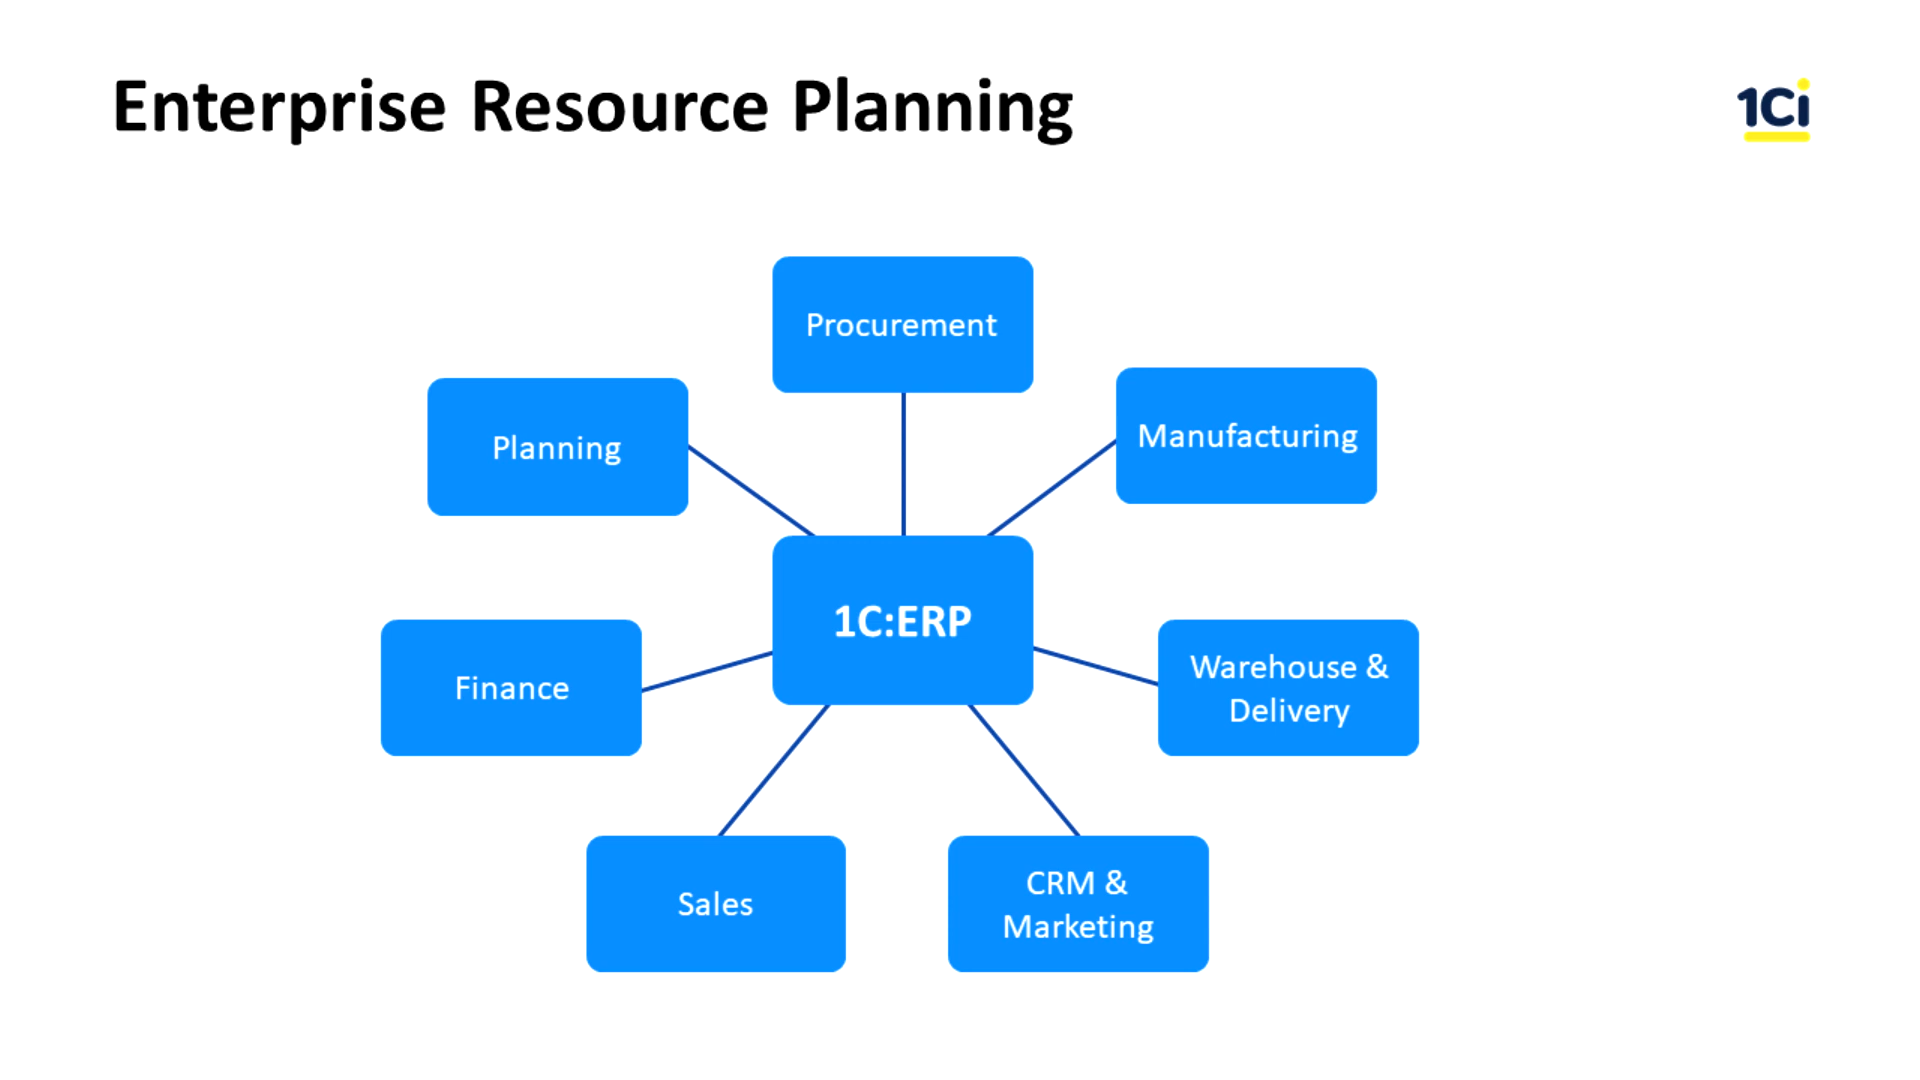 Enterprise Resource Planning
1Ci
Procurement
Planning
Manufacturing
1C:ERP
Finance
Warehouse &
Delivery
Sales
CRM &
Marketing